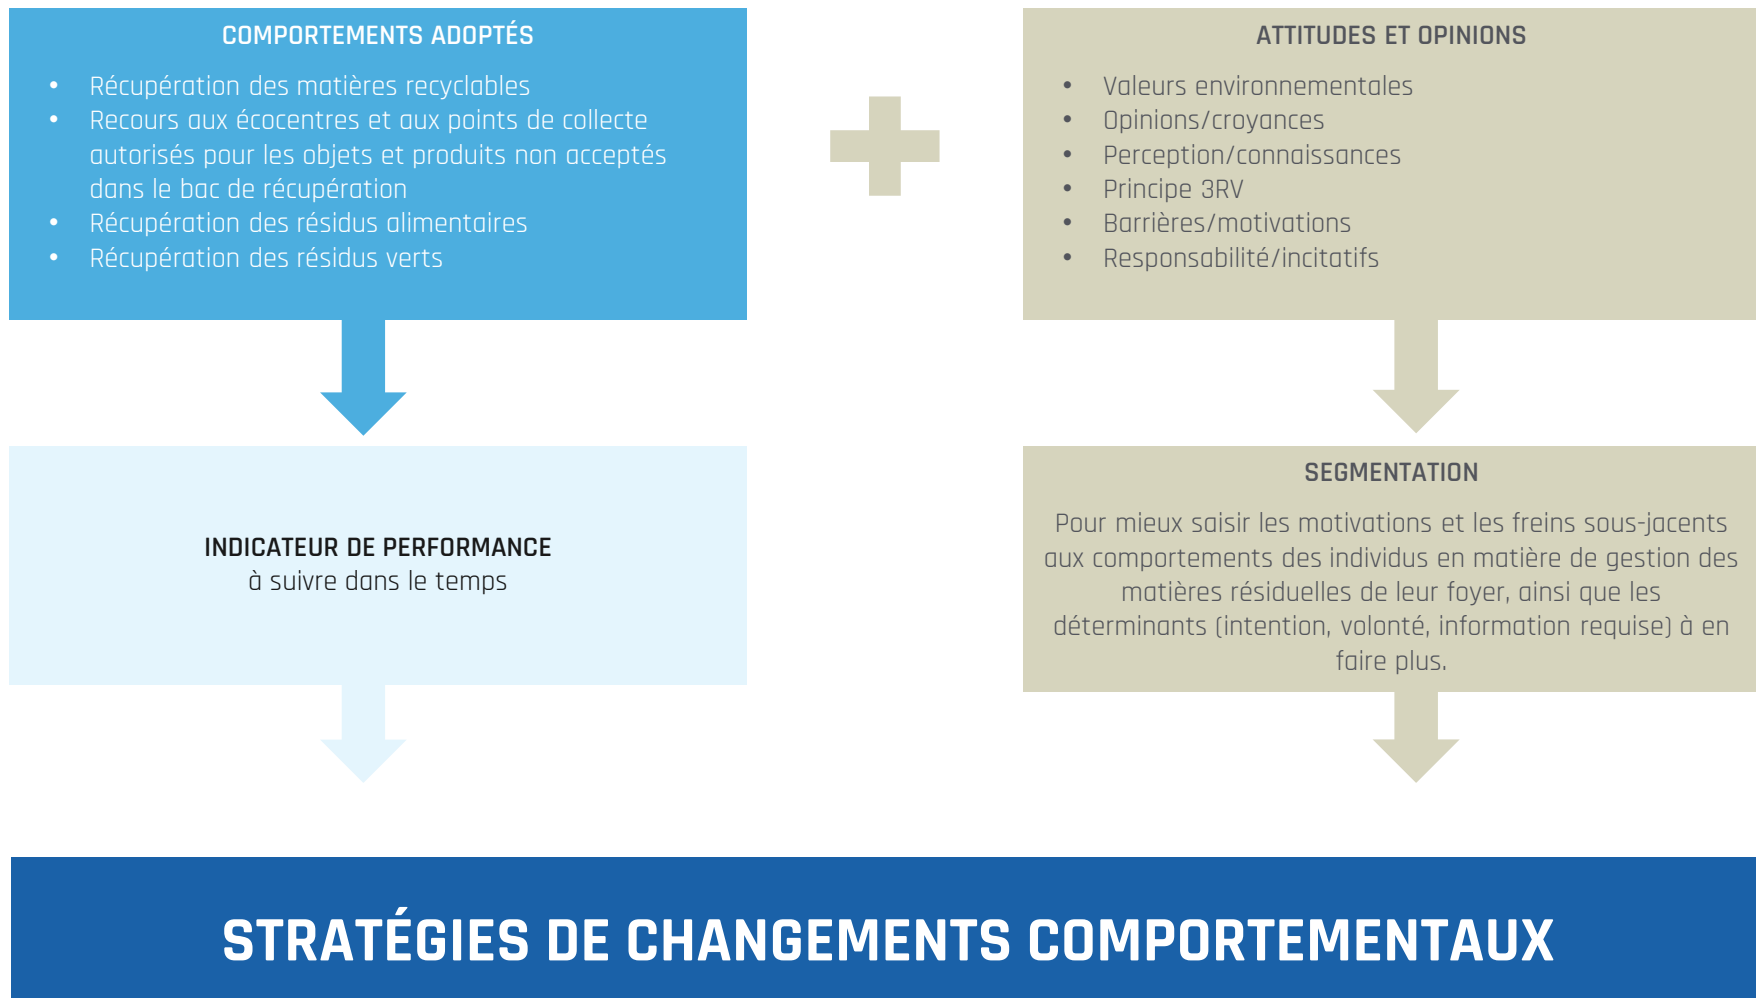 COMPORTEMENTS ADOPTÉS
• Récupération des matières recyclables
• Recours aux écocentres et aux points de collecte
autorisés pour les objets et produits non acceptés
dans le bac de récupération
• Récupération des résidus alimentaires
• Récupération des résidus verts
ATTITUDES ET OPINIONS
• Valeurs environnementales
• Opinions/croyances
• Perception/connaissances
• Principe 3RV
• Barrières/motivations
• Responsabilité/incitatifs
INDICATEUR DE PERFORMANCE
à suivre dans le temps
SEGMENTATION
Pour mieux saisir les motivations et les freins sous-jacents
aux comportements des individus en matière de gestion des
matières résiduelles de leur foyer, ainsi que les
déterminants (intention, volonté, information requise) à en
faire plus.
STRATÉGIES DE CHANGEMENTS COMPORTEMENTAUX